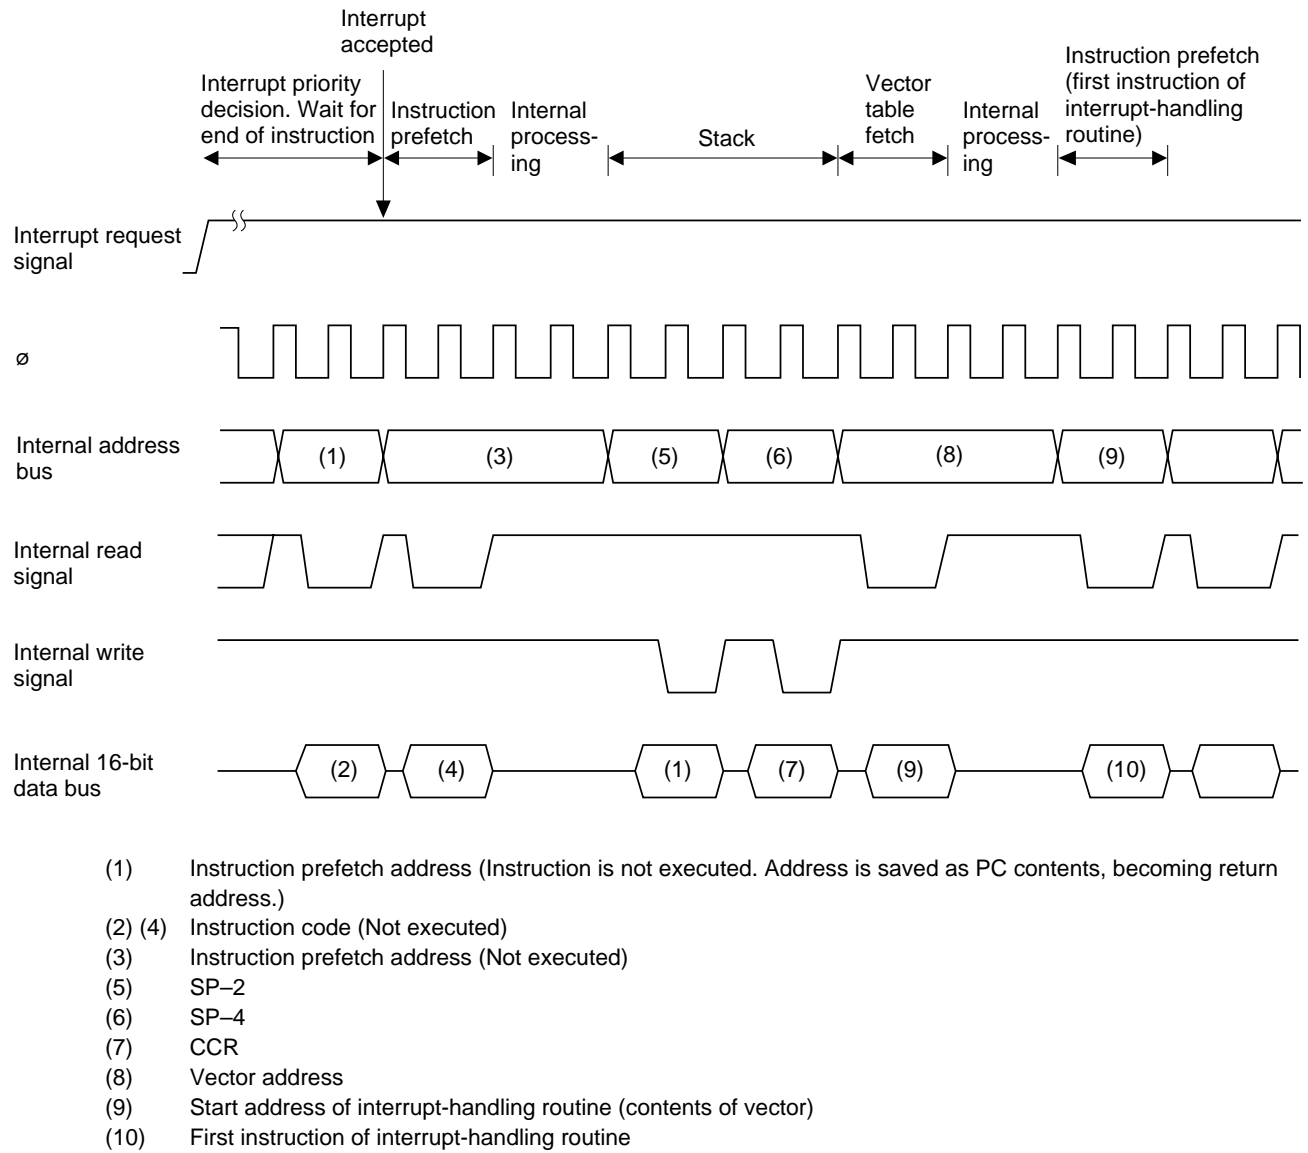 Interrupt
accepted
Interrupt priority
decision. Wait for
end of instruction
Instruction
prefetch
Internal
process-
ing
Stack
Vector
table
fetch
Internal
process-
ing
Instruction prefetch
(first instruction of
interrupt-handling
routine)
Interrupt request
signal
ø
Internal address
bus
(1)
(3)
(5)
(6)
(8)
(9)
Internal read
signal
Internal write
signal
Internal 16-bit
data bus
(2)
(4)
(1)
(7)
(9)
(10)
(1) Instruction prefetch address (Instruction is not executed. Address is saved as PC contents, becoming return
address.)
(2) (4) Instruction code (Not executed)
(3) Instruction prefetch address (Not executed)
(5) SP–2
(6) SP–4
(7) CCR
(8) Vector address
(9) Start address of interrupt-handling routine (contents of vector)
(10) First instruction of interrupt-handling routine